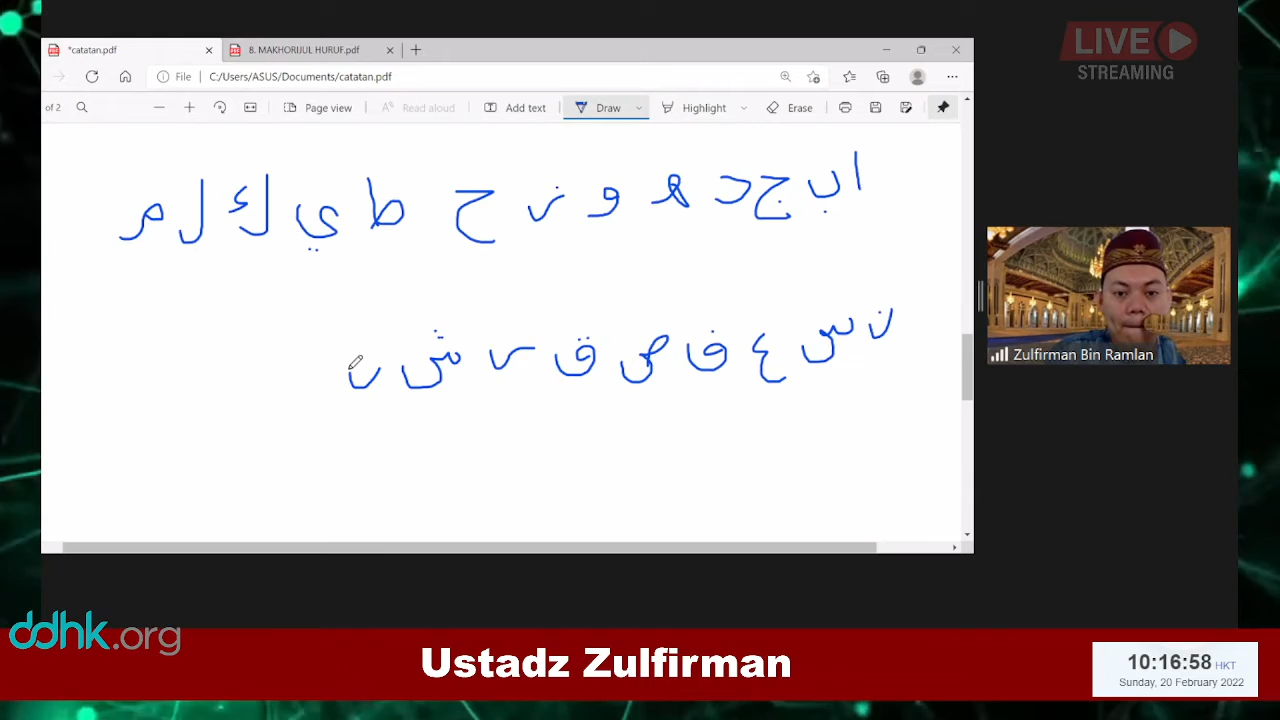 LIVE
STREAMING
*catatan.pdf
8. MAKHORIJUL HURUF.pdf
File C:/Users/ASUS/Documents/catatan.pdf
of 2 Page view Read aloud Add text Draw Highlight Erase
ا ب ج د ه و ز ح ط ي ك ل م
ن س ع ف ص ق ر ش
Zulfirman Bin Ramlan
ddhk.org
Ustadz Zulfirman
10:16:58 HKT
Sunday, 20 February 2022